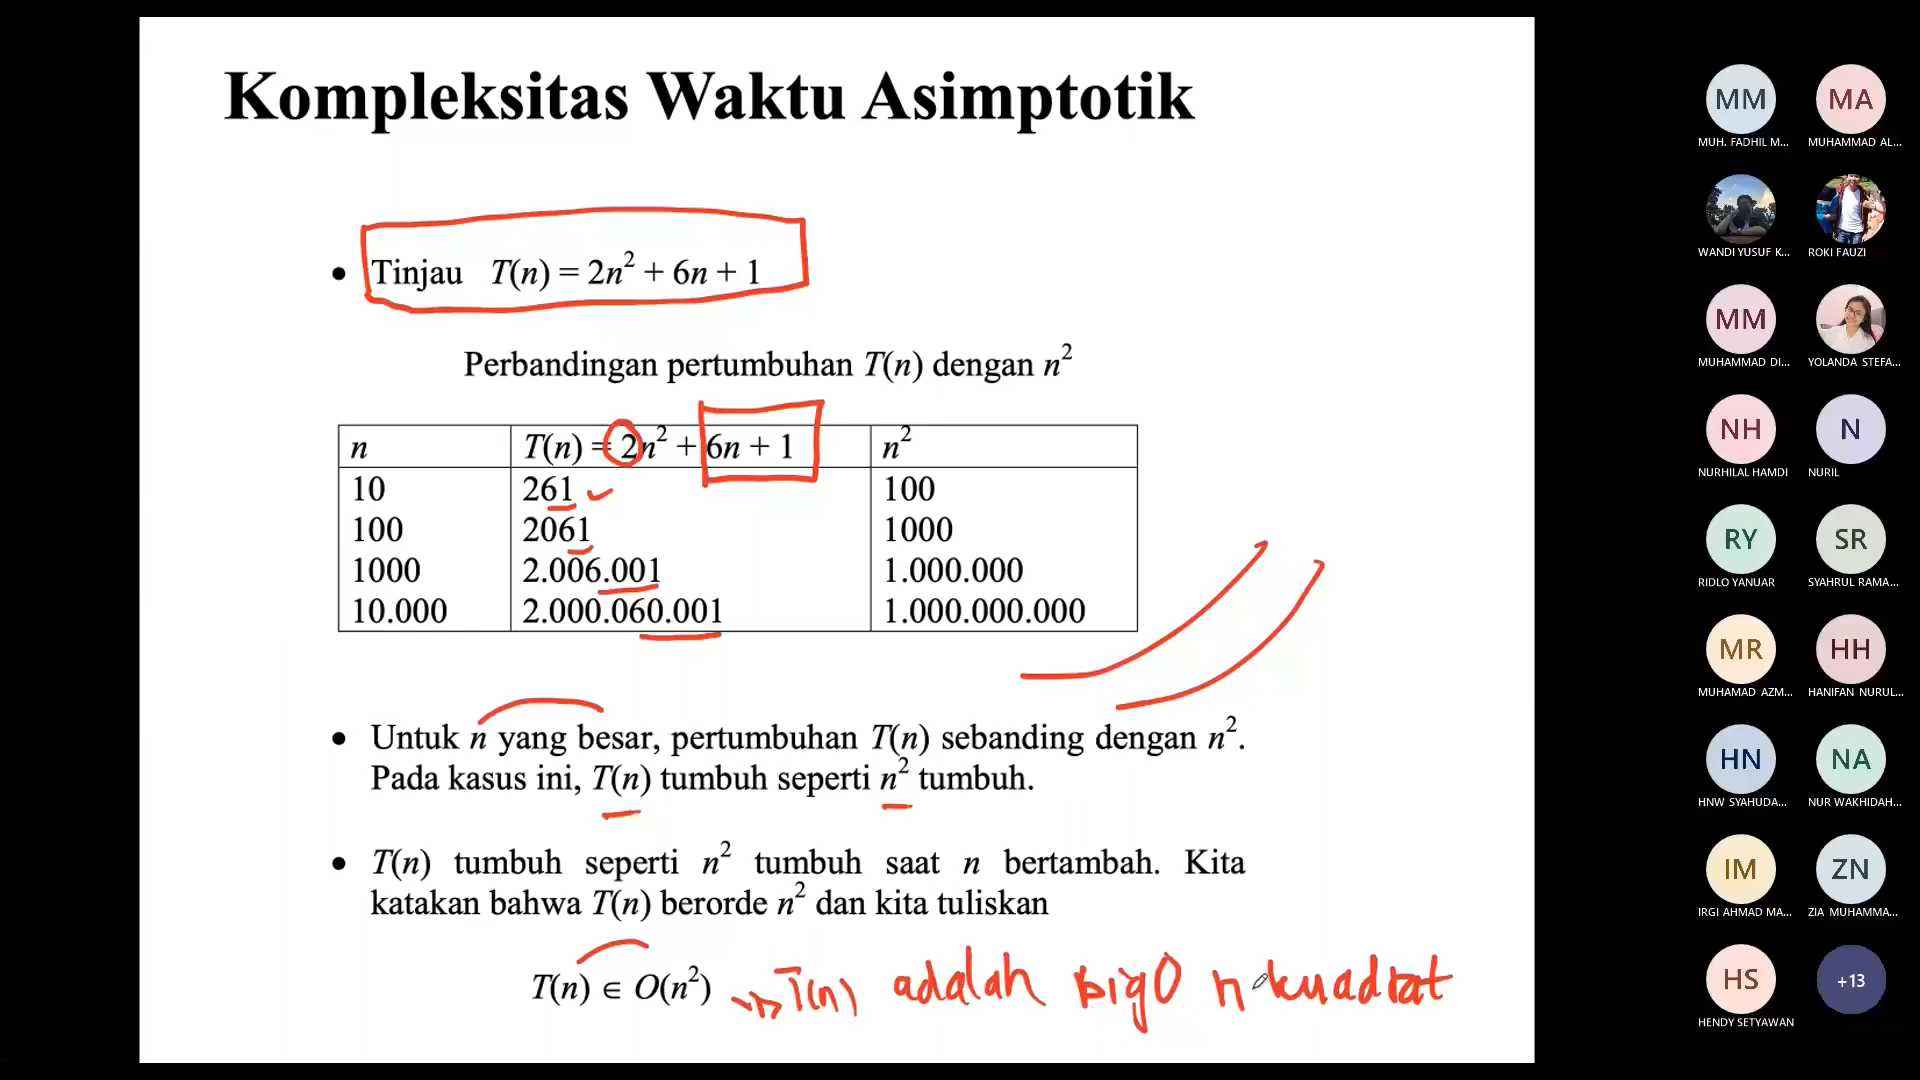 Kompleksitas Waktu Asimptotik
• Tinjau T(n) = 2n² + 6n + 1
Perbandingan pertumbuhan T(n) dengan n²
n T(n) = 2n² + 6n + 1 n²
10 261 100
100 2061 1000
1000 2.006.001 1.000.000
10.000 2.000.060.001 1.000.000.000
• Untuk n yang besar, pertumbuhan T(n) sebanding dengan n².
Pada kasus ini, T(n) tumbuh seperti n² tumbuh.
• T(n) tumbuh seperti n² tumbuh saat n bertambah. Kita
katakan bahwa T(n) berorde n² dan kita tuliskan
T(n) ∈ O(n²) T(n) adalah big O n kuadrat
MM MA
MUH. FADHIL M... MUHAMMAD AL...
WANDI YUSUF K... ROKI FAUZI
MM
MUHAMMAD DI... YOLANDA STEFA...
NH N
NURHILAL HAMDI NURIL
RY SR
RIDLO YANUAR SYAHRUL RAMA...
MR HH
MUHAMAD AZM... HANIFAN NURUL...
HN NA
HNW SYAHUDA... NUR WAKHIDAH...
IM ZN
IRGI AHMAD MA... ZIA MUHAMMA...
HS +13
HENDY SETYAWAN